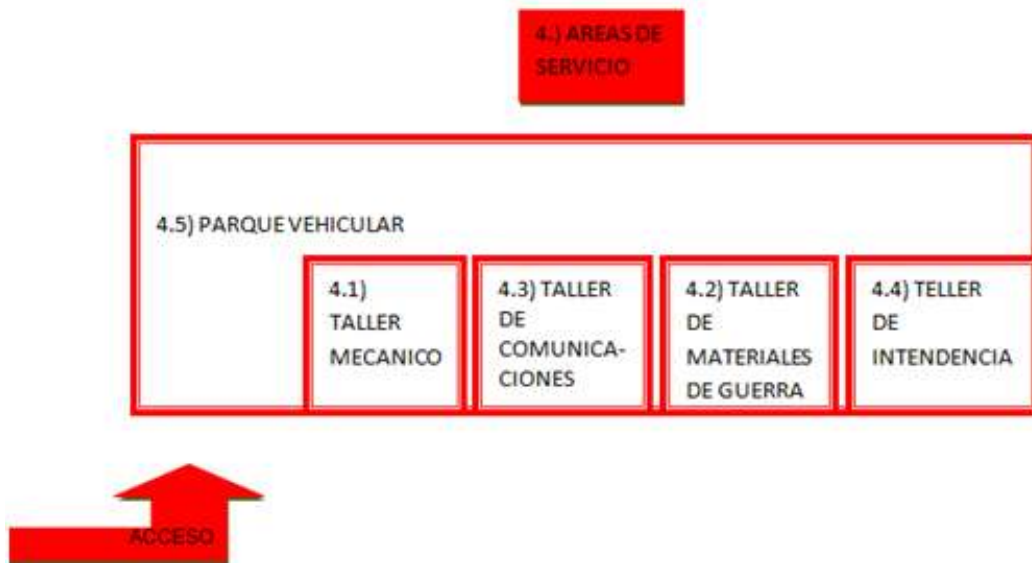 4.) AREAS DE
SERVICIO
4.5) PARQUE VEHICULAR
4.1)
TALLER
MECANICO
4.3) TALLER
DE
COMUNICA-
CIONES
4.2) TALLER
DE
MATERIALES
DE GUERRA
4.4) TELLER
DE
INTENDENCIA
ACCESO